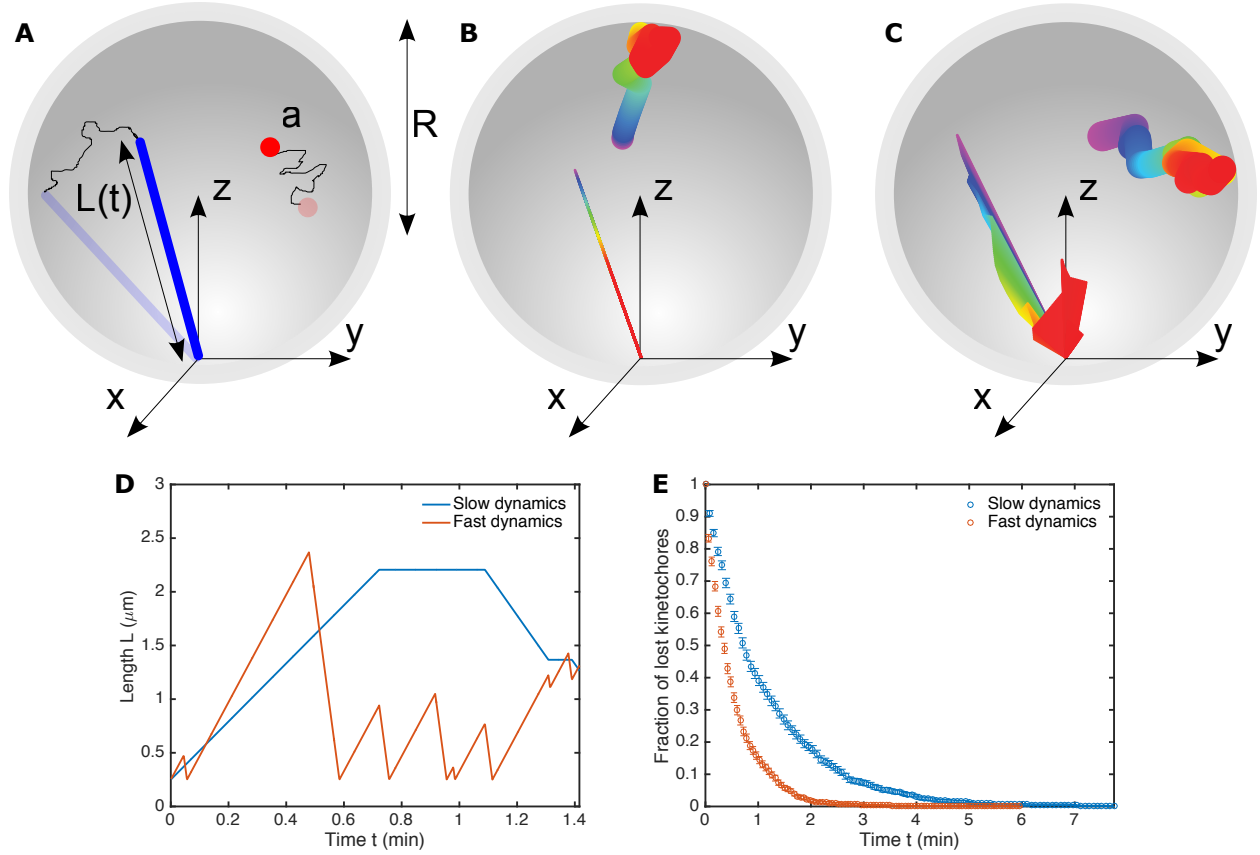 A
B
C
a
R
L(t)
z
y
x
z
y
x
z
y
x
D
3
2.5
2
1.5
1
0.5
0
Length L (μm)
Slow dynamics
Fast dynamics
0 0.2 0.4 0.6 0.8 1 1.2 1.4
Time t (min)
E
1
0.9
0.8
0.7
0.6
0.5
0.4
0.3
0.2
0.1
0
Fraction of lost kinetochores
Slow dynamics
Fast dynamics
0 1 2 3 4 5 6 7
Time t (min)